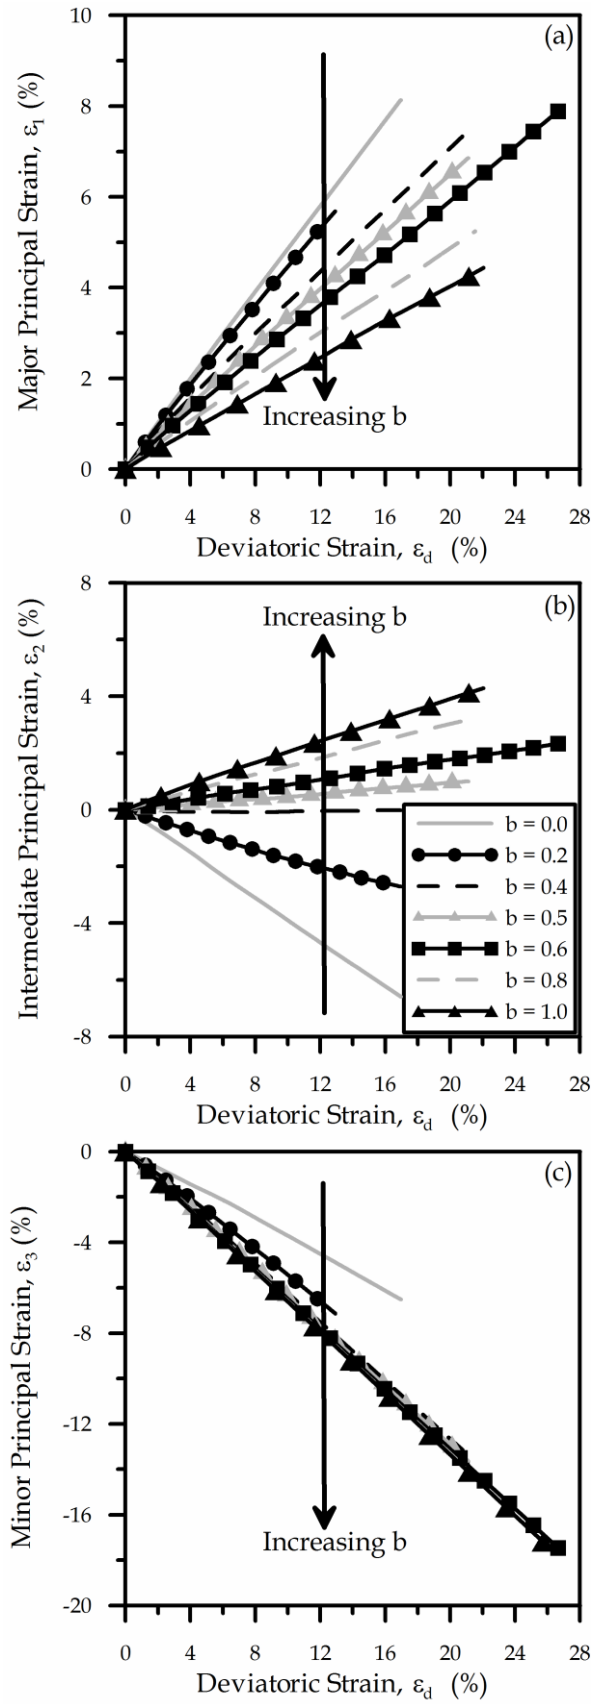 (a)
Major Principal Strain, ε1 (%)
10
8
6
4
2
0
Increasing b
0 4 8 12 16 20 24 28
Deviatoric Strain, εd (%)
(b)
Intermediate Principal Strain, ε2 (%)
8
4
0
-4
-8
Increasing b
b = 0.0
b = 0.2
b = 0.4
b = 0.5
b = 0.6
b = 0.8
b = 1.0
0 4 8 12 16 20 24 28
Deviatoric Strain, εd (%)
(c)
Minor Principal Strain, ε3 (%)
0
-4
-8
-12
-16
-20
Increasing b
0 4 8 12 16 20 24 28
Deviatoric Strain, εd (%)